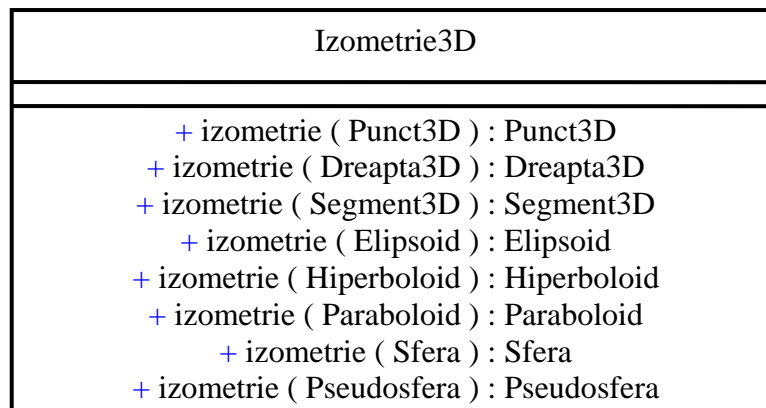 Izometrie3D
+ izometrie ( Punct3D ) : Punct3D
+ izometrie ( Dreapta3D ) : Dreapta3D
+ izometrie ( Segment3D ) : Segment3D
+ izometrie ( Elipsoid ) : Elipsoid
+ izometrie ( Hiperboloid ) : Hiperboloid
+ izometrie ( Paraboloid ) : Paraboloid
+ izometrie ( Sfera ) : Sfera
+ izometrie ( Pseudosfera ) : Pseudosfera